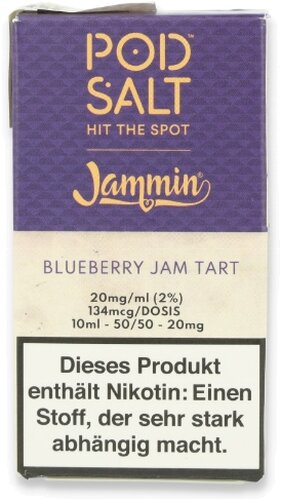 POD™
SALT
HIT THE SPOT
Jammin®
BLUEBERRY JAM TART
20mg/ml (2%)
134mcg/DOSIS
10ml - 50/50 - 20mg
Dieses Produkt
enthält Nikotin: Einen
Stoff, der sehr stark
abhängig macht.